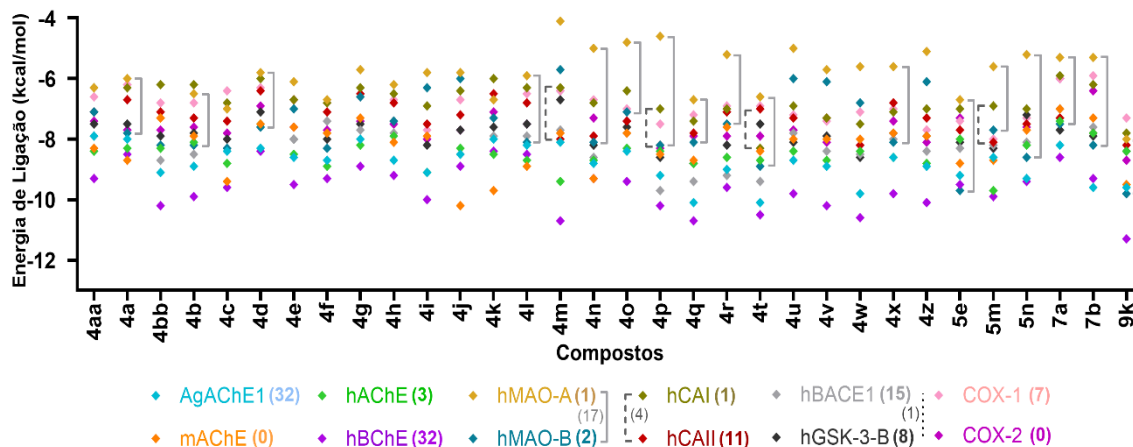 Energia de Ligação (kcal/mol)
-4
-6
-8
-10
-12
4aa 4a 4bb 4b 4c 4d 4e 4f 4g 4h 4i 4j 4k 4l 4m 4n 4o 4p 4q 4r 4t 4u 4v 4w 4x 4z 5e 5m 5n 7a 7b 9k
Compostos
AgAChE1 (32) hAChE (3) hMAO-A (1) hCAI (1) hBACE1 (15) COX-1 (7)
(17) (4) (1)
mAChE (0) hBChE (32) hMAO-B (2) hCAII (11) hGSK-3-B (8) COX-2 (0)